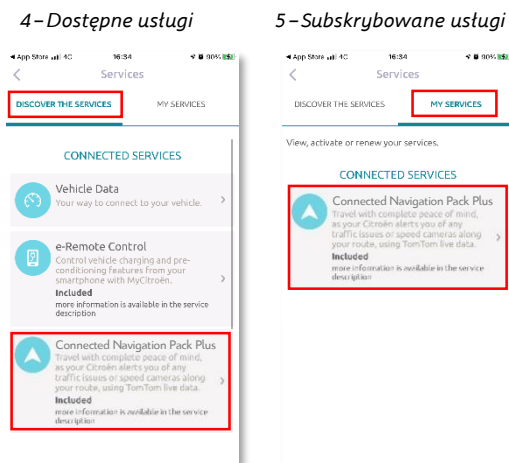 4–Dostępne usługi
5–Subskrybowane usługi
App Store 4G 16:34 90%
Services
DISCOVER THE SERVICES MY SERVICES
CONNECTED SERVICES
Vehicle Data
Your way to connect to your vehicle.
e-Remote Control
Control vehicle charging and pre-
conditioning features from your
smartphone with MyCitroën.
Included
more information is available in the service
description
Connected Navigation Pack Plus
Travel with complete peace of mind,
as your Citroën alerts you of any
traffic issues or speed cameras along
your route, using TomTom live data.
Included
more information is available in the service
description
App Store 4G 16:34 90%
Services
DISCOVER THE SERVICES MY SERVICES
View, activate or renew your services.
CONNECTED SERVICES
Connected Navigation Pack Plus
Travel with complete peace of mind,
as your Citroën alerts you of any
traffic issues or speed cameras along
your route, using TomTom live data.
Included
more information is available in the service
description